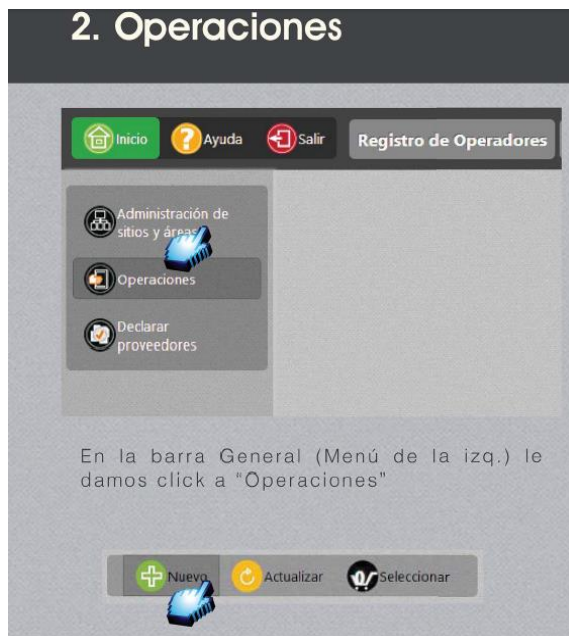 2. Operaciones
Inicio Ayuda Salir Registro de Operadores
Administración de
sitios y áreas
Operaciones
Declarar
proveedores
En la barra General (Menú de la izq.) le
damos click a “Operaciones”
Nuevo Actualizar Seleccionar